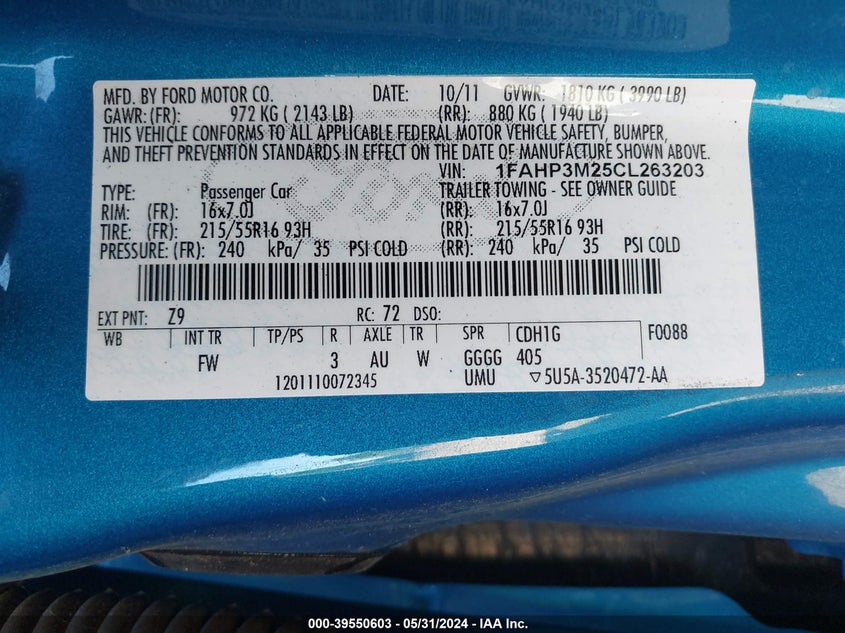 MFD. BY FORD MOTOR CO. DATE: 10/11 GVWR: 1810 KG ( 3990 LB)
GAWR: (FR): 972 KG ( 2143 LB) (RR): 880 KG ( 1940 LB)
THIS VEHICLE CONFORMS TO ALL APPLICABLE FEDERAL MOTOR VEHICLE SAFETY, BUMPER,
AND THEFT PREVENTION STANDARDS IN EFFECT ON THE DATE OF MANUFACTURE SHOWN ABOVE.
VIN: 1FAHP3M25CL263203
TYPE: Passenger Car TRAILER TOWING - SEE OWNER GUIDE
RIM: (FR): 16x7.0J (RR): 16x7.0J
TIRE: (FR): 215/55R16 93H (RR): 215/55R16 93H
PRESSURE: (FR): 240 kPa/ 35 PSI COLD (RR): 240 kPa/ 35 PSI COLD
EXT PNT: Z9 RC: 72 DSO:
WB INT TR TP/PS R AXLE TR SPR CDH1G F0088
FW 3 AU W GGGG 405
1201110072345 UMU ▽5U5A-3520472-AA
000-39550603 - 05/31/2024 - IAA Inc.